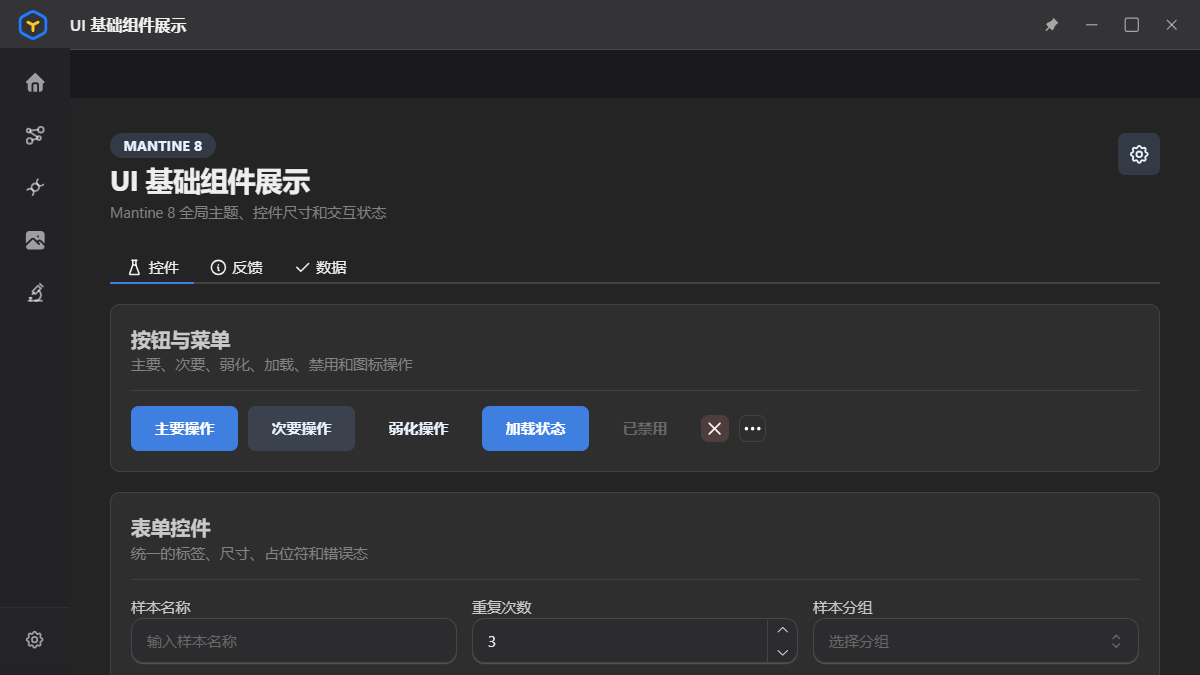 UI 基础组件展示
MANTINE 8
UI 基础组件展示
Mantine 8 全局主题、控件尺寸和交互状态
控件 反馈 数据
按钮与菜单
主要、次要、弱化、加载、禁用和图标操作
主要操作 次要操作 弱化操作 加载状态 已禁用
表单控件
统一的标签、尺寸、占位符和错误态
样本名称 重复次数 样本分组
输入样本名称 3 选择分组